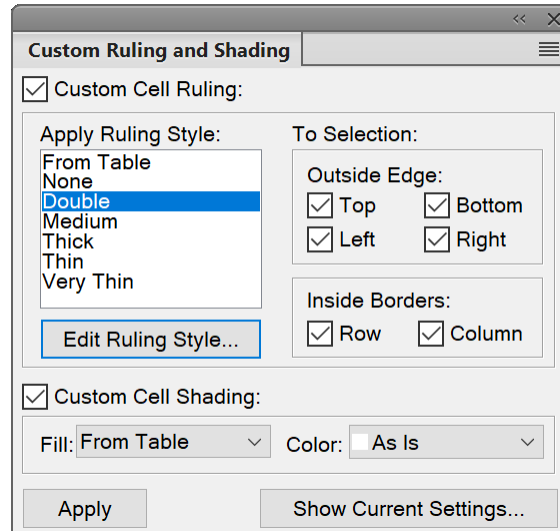 Custom Ruling and Shading
Custom Cell Ruling:
Apply Ruling Style:
From Table
None
Double
Medium
Thick
Thin
Very Thin
Edit Ruling Style...
To Selection:
Outside Edge:
Top Bottom
Left Right
Inside Borders:
Row Column
Custom Cell Shading:
Fill: From Table Color: As Is
Apply Show Current Settings...